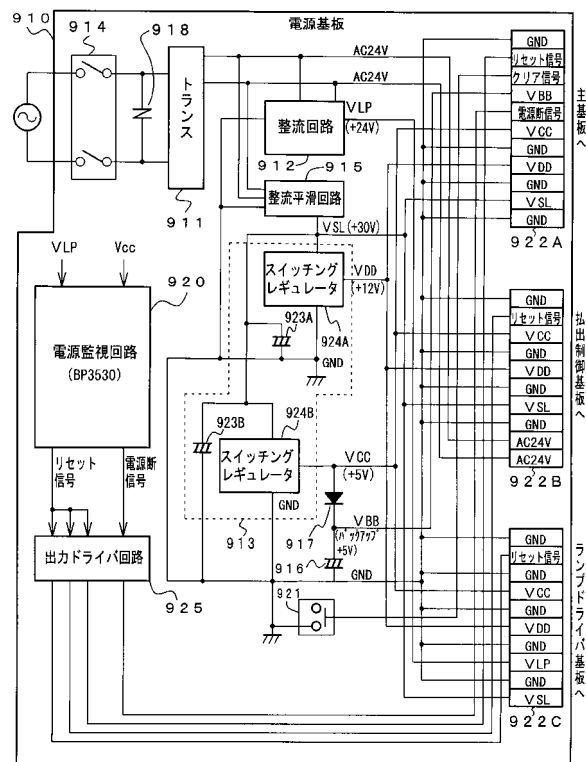 910
電源基板
914
918
トランス
911
AC24V
AC24V
整流回路
912
VLP
(+24V)
915
整流平滑回路
VSL(+30V)
スイッチング
レギュレータ
VDD
(+12V)
923A
924A
GND
923B
924B
スイッチング
レギュレータ
VCC
(+5V)
GND
913
917
VBB
(バックアップ
+5V)
916
GND
921
VLP
Vcc
920
電源監視回路
(BP3530)
リセット
信号
電源断
信号
出力ドライバ回路
925
GND
リセット信号
クリア信号
VBB
電源断信号
VCC
GND
VDD
GND
VSL
GND
922A
主基板へ
GND
リセット信号
VCC
GND
VDD
GND
VSL
GND
AC24V
AC24V
922B
払出制御基板へ
GND
リセット信号
GND
VCC
GND
VDD
GND
VLP
GND
VSL
922C
ランプドライバ基板へ